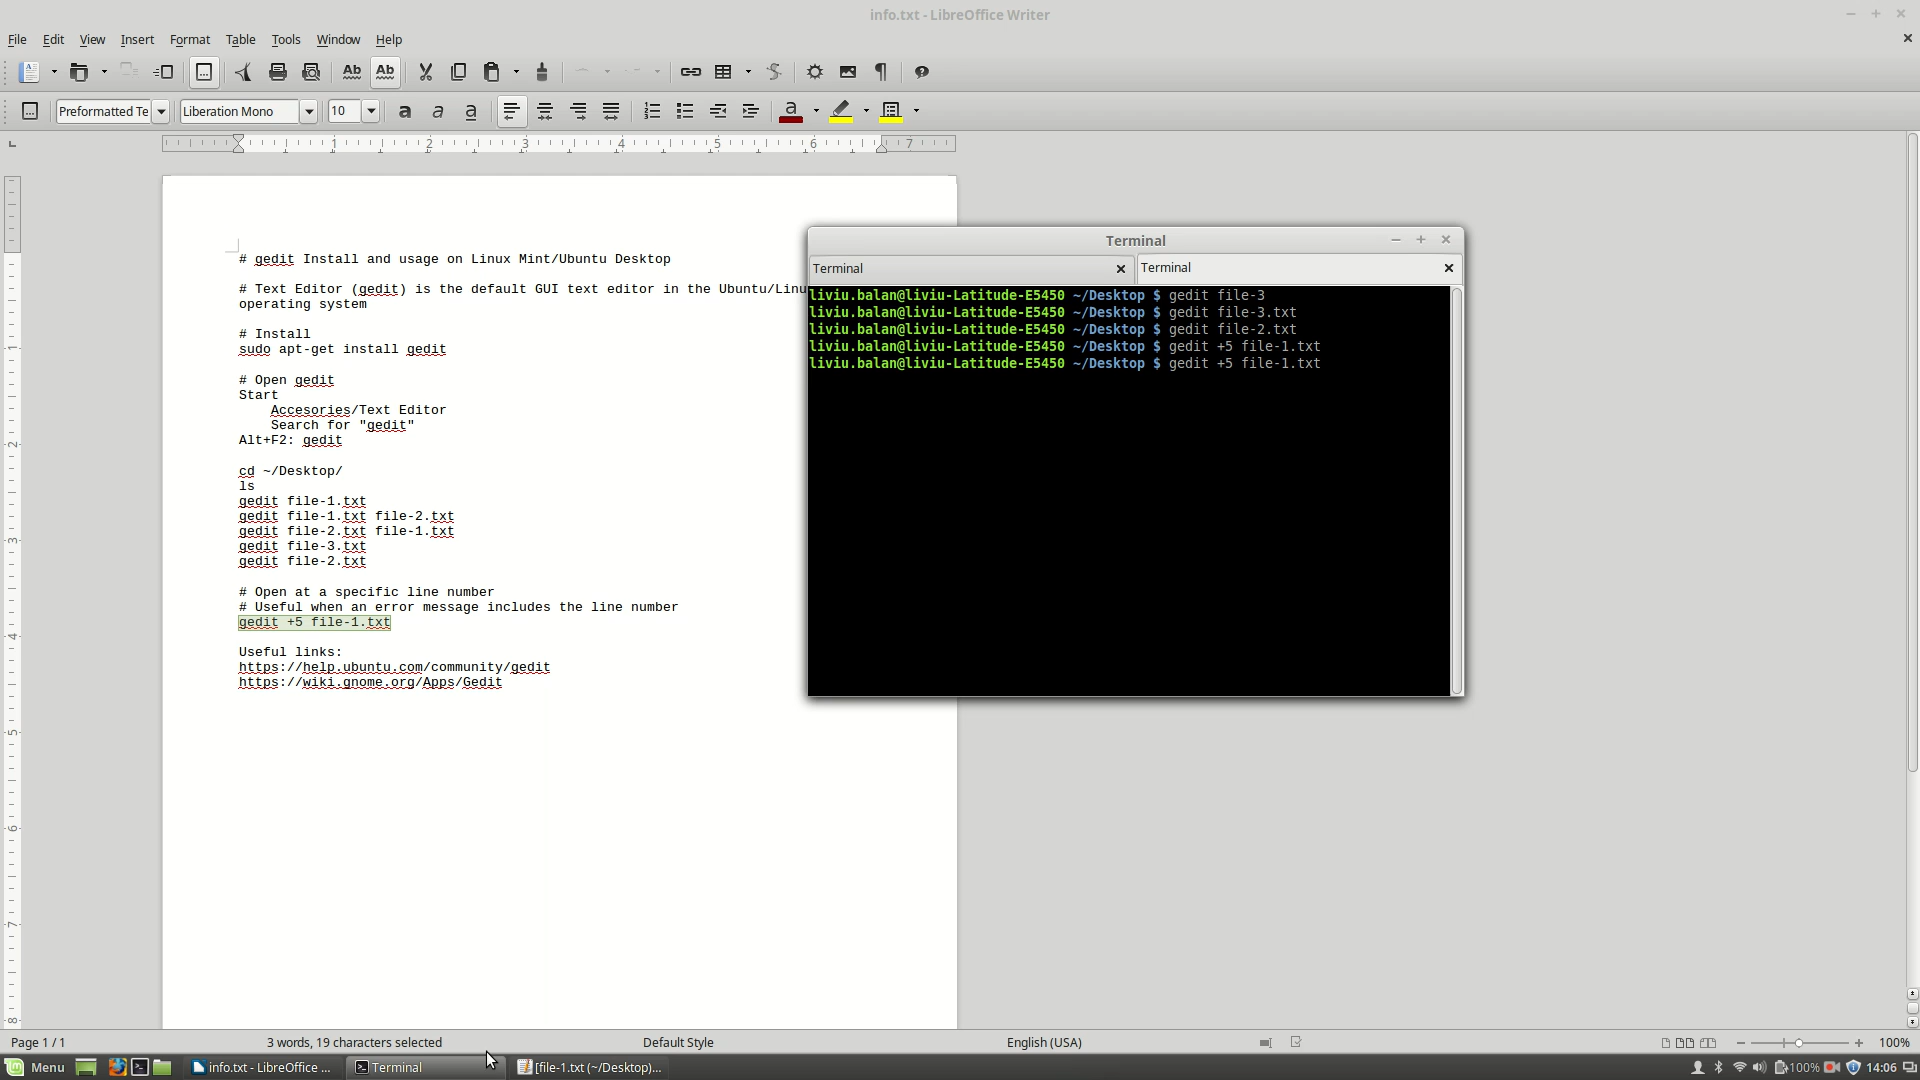 info.txt - LibreOffice Writer
File Edit View Insert Format Table Tools Window Help
Preformatted Te Liberation Mono 10
1 2 3 4 5 6 7
# gedit Install and usage on Linux Mint/Ubuntu Desktop
# Text Editor (gedit) is the default GUI text editor in the Ubuntu/Linu
operating system
# Install
sudo apt-get install gedit
# Open gedit
Start
Accesories/Text Editor
Search for "gedit"
Alt+F2: gedit
cd ~/Desktop/
ls
gedit file-1.txt
gedit file-1.txt file-2.txt
gedit file-2.txt file-1.txt
gedit file-3.txt
gedit file-2.txt
# Open at a specific line number
# Useful when an error message includes the line number
gedit +5 file-1.txt
Useful links:
https://help.ubuntu.com/community/gedit
https://wiki.gnome.org/Apps/Gedit
Terminal
Terminal Terminal
liviu.balan@liviu-Latitude-E5450 ~/Desktop $ gedit file-3
liviu.balan@liviu-Latitude-E5450 ~/Desktop $ gedit file-3.txt
liviu.balan@liviu-Latitude-E5450 ~/Desktop $ gedit file-2.txt
liviu.balan@liviu-Latitude-E5450 ~/Desktop $ gedit +5 file-1.txt
liviu.balan@liviu-Latitude-E5450 ~/Desktop $ gedit +5 file-1.txt
Page 1 / 1 3 words, 19 characters selected Default Style English (USA) 100%
Menu info.txt - LibreOffice ... Terminal [file-1.txt (~/Desktop)... 100% 14:06